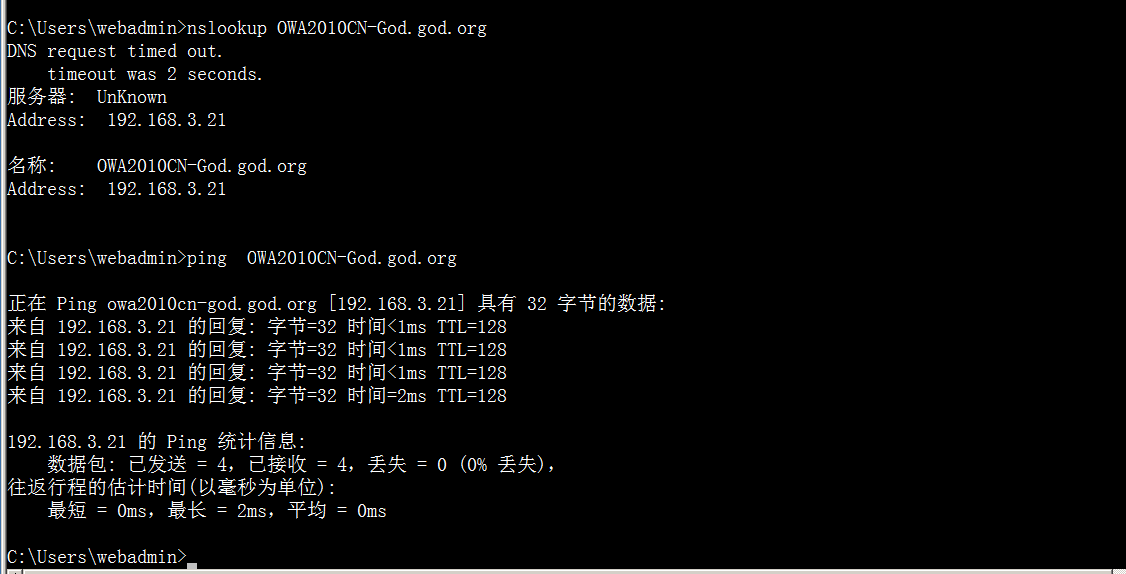 C:\Users\webadmin>nslookup OWA2010CN-God.god.org
DNS request timed out.
    timeout was 2 seconds.
服务器:  UnKnown
Address:  192.168.3.21
名称:    OWA2010CN-God.god.org
Address:  192.168.3.21
C:\Users\webadmin>ping  OWA2010CN-God.god.org
正在 Ping owa2010cn-god.god.org [192.168.3.21] 具有 32 字节的数据:
来自 192.168.3.21 的回复: 字节=32 时间<1ms TTL=128
来自 192.168.3.21 的回复: 字节=32 时间<1ms TTL=128
来自 192.168.3.21 的回复: 字节=32 时间<1ms TTL=128
来自 192.168.3.21 的回复: 字节=32 时间=2ms TTL=128
192.168.3.21 的 Ping 统计信息:
    数据包: 已发送 = 4，已接收 = 4，丢失 = 0 (0% 丢失)，
往返行程的估计时间(以毫秒为单位):
    最短 = 0ms，最长 = 2ms，平均 = 0ms
C:\Users\webadmin>